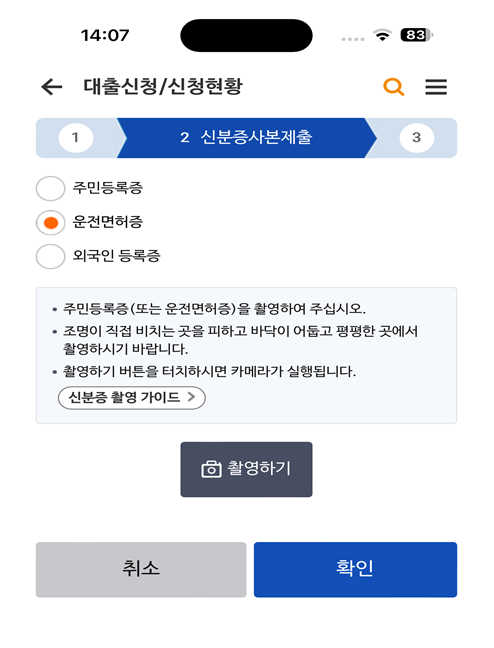 14:07
83
대출신청/신청현황
1
2 신분증사본제출
3
주민등록증
운전면허증
외국인 등록증
• 주민등록증(또는 운전면허증)을 촬영하여 주십시오.
• 조명이 직접 비치는 곳을 피하고 바닥이 어둡고 평평한 곳에서
촬영하시기 바랍니다.
• 촬영하기 버튼을 터치하시면 카메라가 실행됩니다.
신분증 촬영 가이드 >
촬영하기
취소
확인